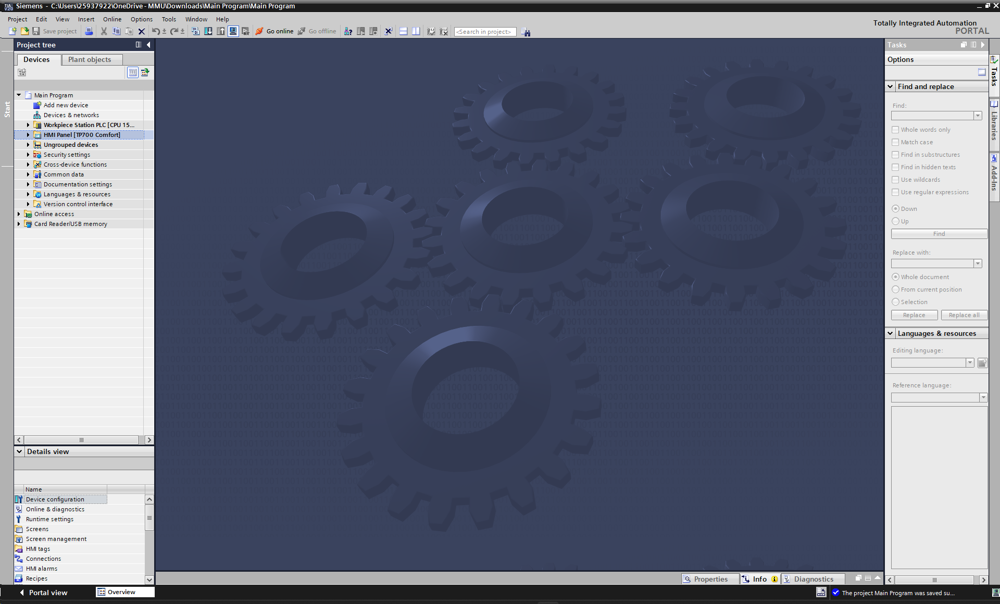 Siemens - C:\Users\25937922\OneDrive - MMU\Downloads\Main Program\Main Program
Project Edit View Insert Online Options Tools Window Help
Totally Integrated Automation
PORTAL
Save project
Go online
Go offline
<Search in project>
Start
Project tree
Devices
Plant objects
Main Program
Add new device
Devices & networks
Workpiece Station PLC [CPU 15...
HMI Panel [TP700 Comfort]
Ungrouped devices
Security settings
Cross-device functions
Common data
Documentation settings
Languages & resources
Version control interface
Online access
Card Reader/USB memory
Details view
Name
Device configuration
Online & diagnostics
Runtime settings
Screens
Screen management
HMI tags
Connections
HMI alarms
Recipes
Tasks
Options
Find and replace
Find:
Whole words only
Match case
Find in substructures
Find in hidden texts
Use wildcards
Use regular expressions
Down
Up
Find
Replace with:
Whole document
From current position
Selection
Replace
Replace all
Languages & resources
Editing language:
Reference language:
Tasks
Libraries
Add-Ins
Properties
Info
Diagnostics
Portal view
Overview
The project Main Program was saved su...